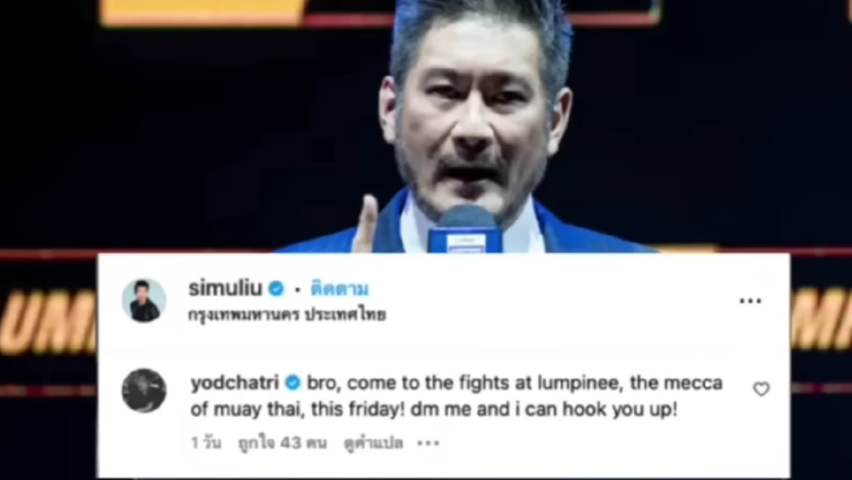 simuliu • ติดตาม
กรุงเทพมหานคร ประเทศไทย
yodchatri bro, come to the fights at lumpinee, the mecca
of muay thai, this friday! dm me and i can hook you up!
1 วัน ถูกใจ 43 คน ดูคำแปล